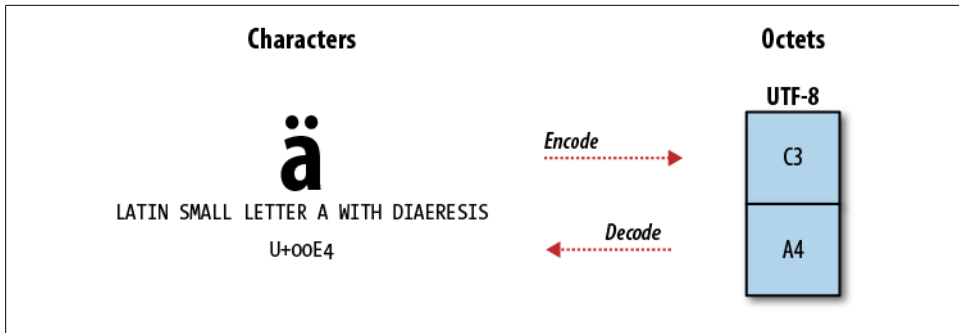 Characters
Octets
UTF-8
ä
Encode
C3
LATIN SMALL LETTER A WITH DIAERESIS
U+00E4
Decode
A4